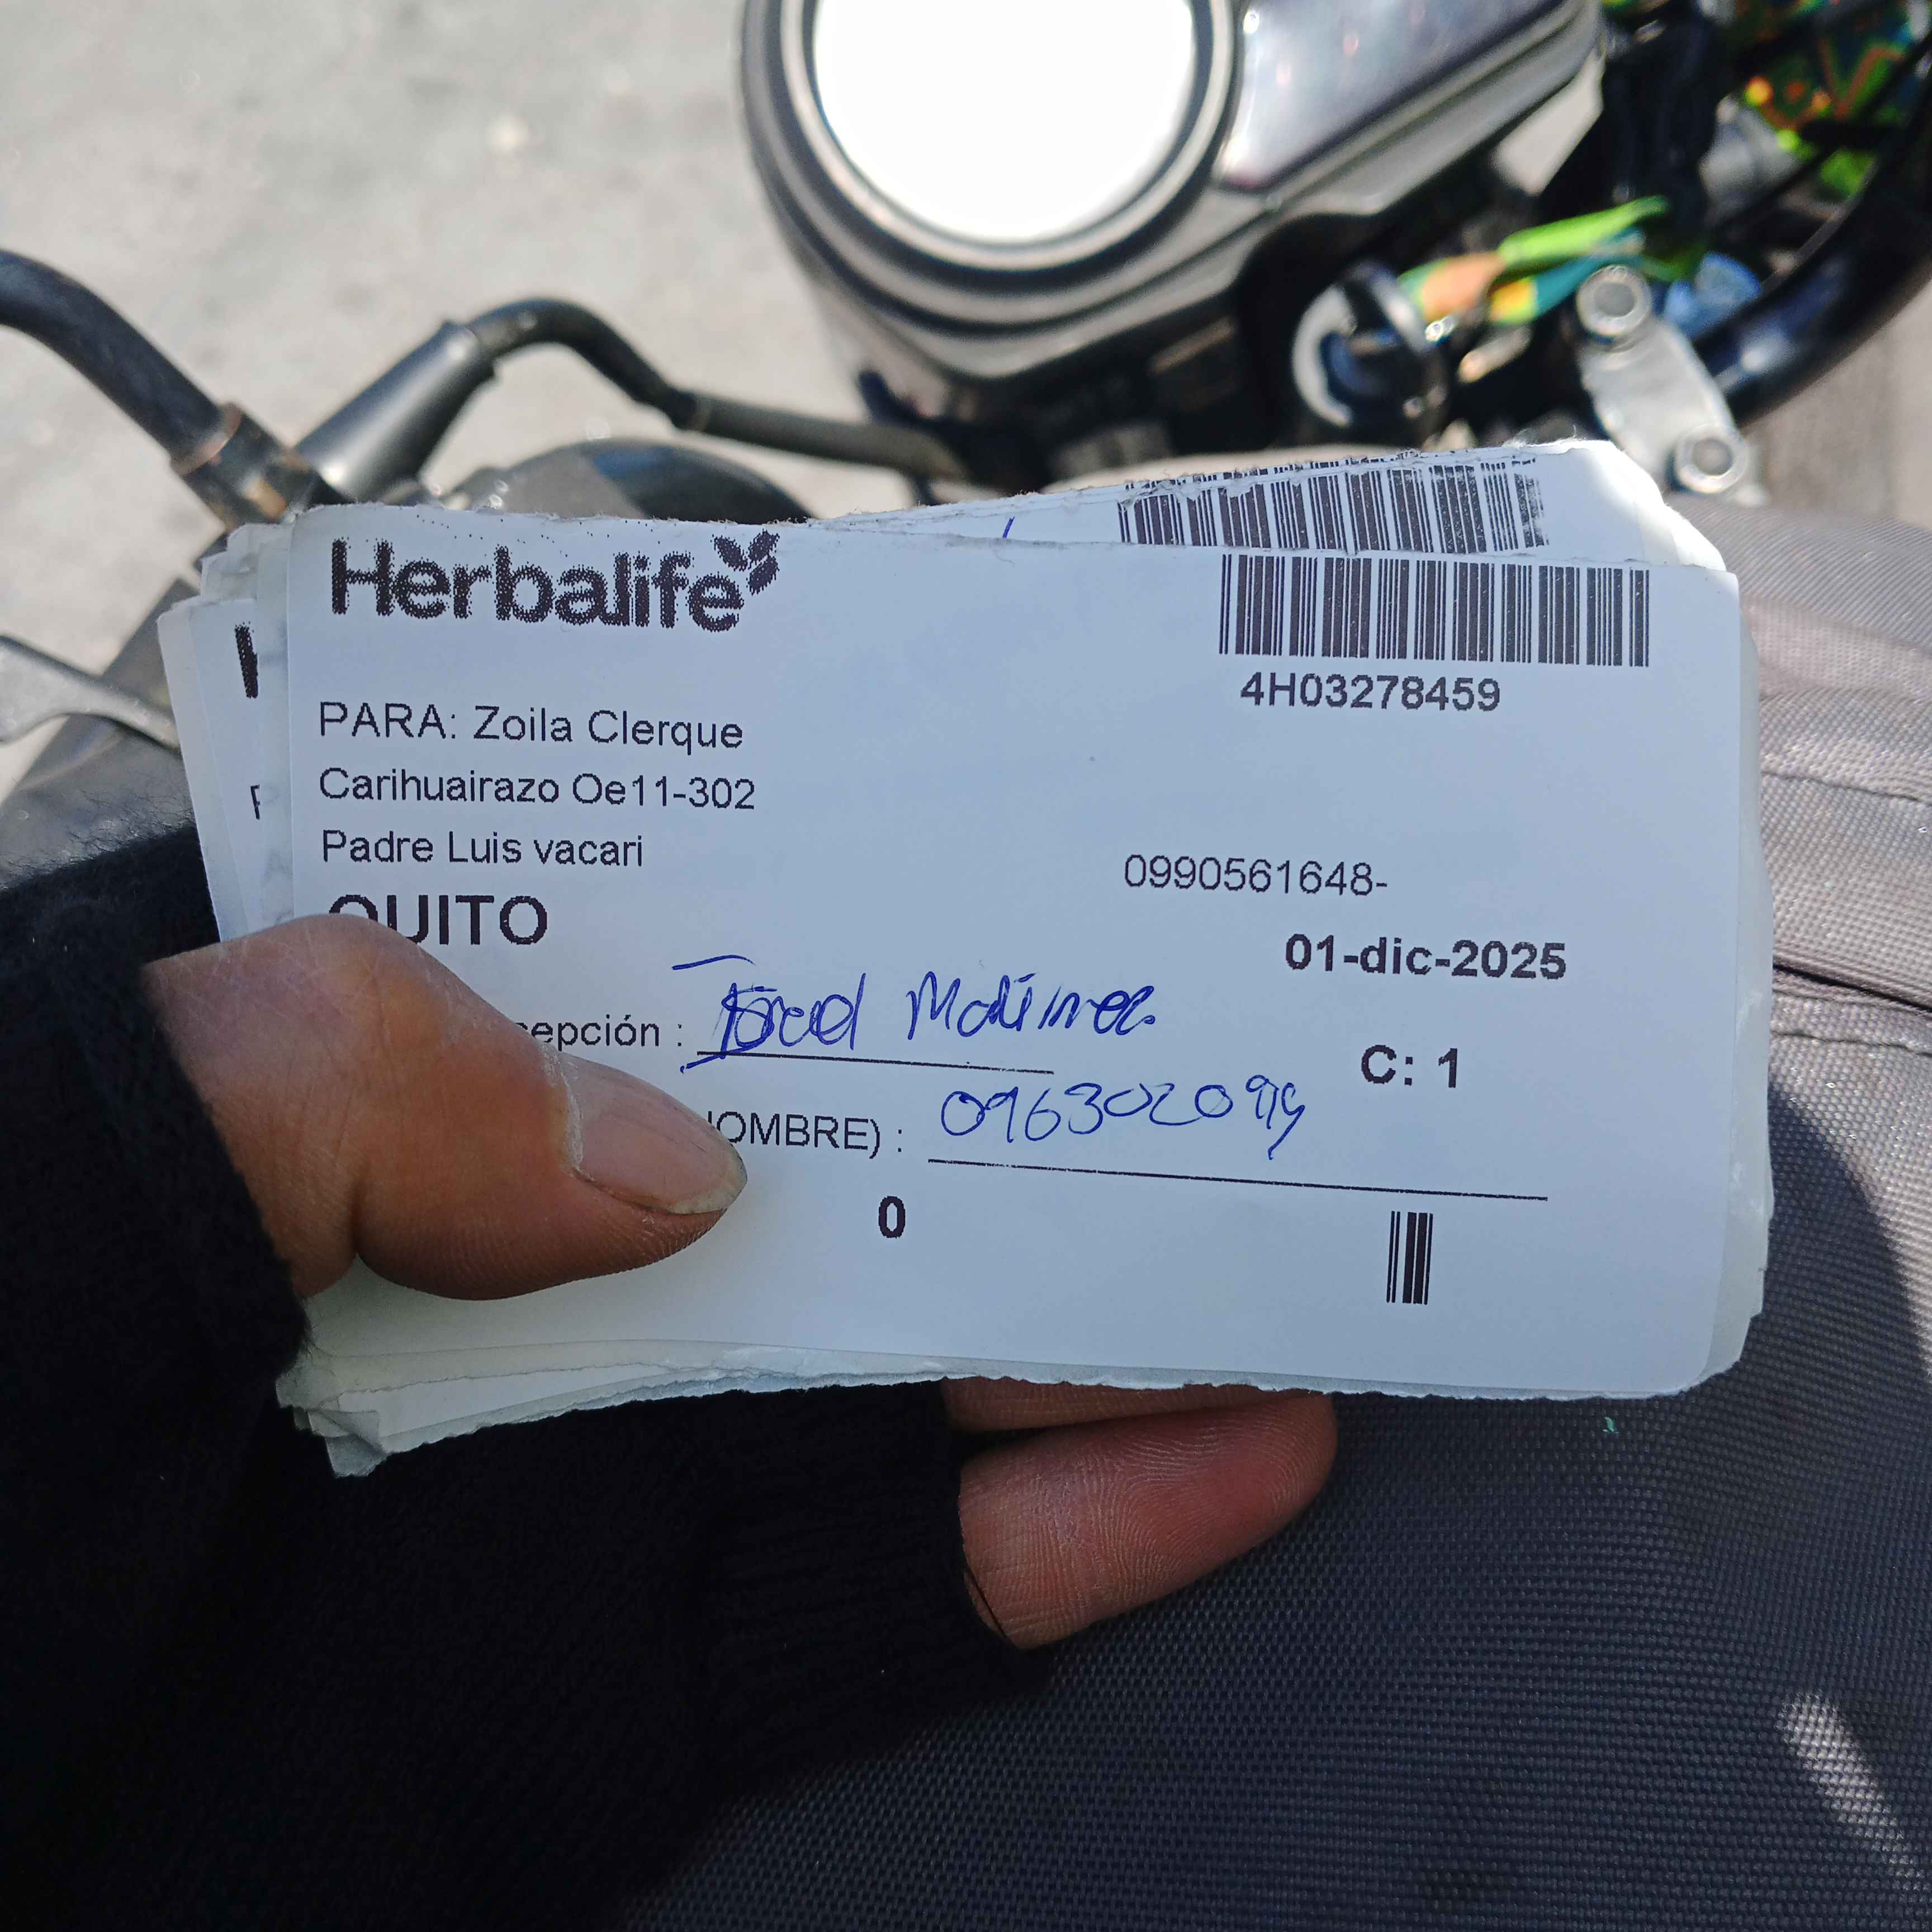 Herbalife
4H03278459
PARA: Zoila Clerque
Carihuairazo Oe11-302
Padre Luis vacari
0990561648-
QUITO
01-dic-2025
epción :
C: 1
OMBRE) :
0